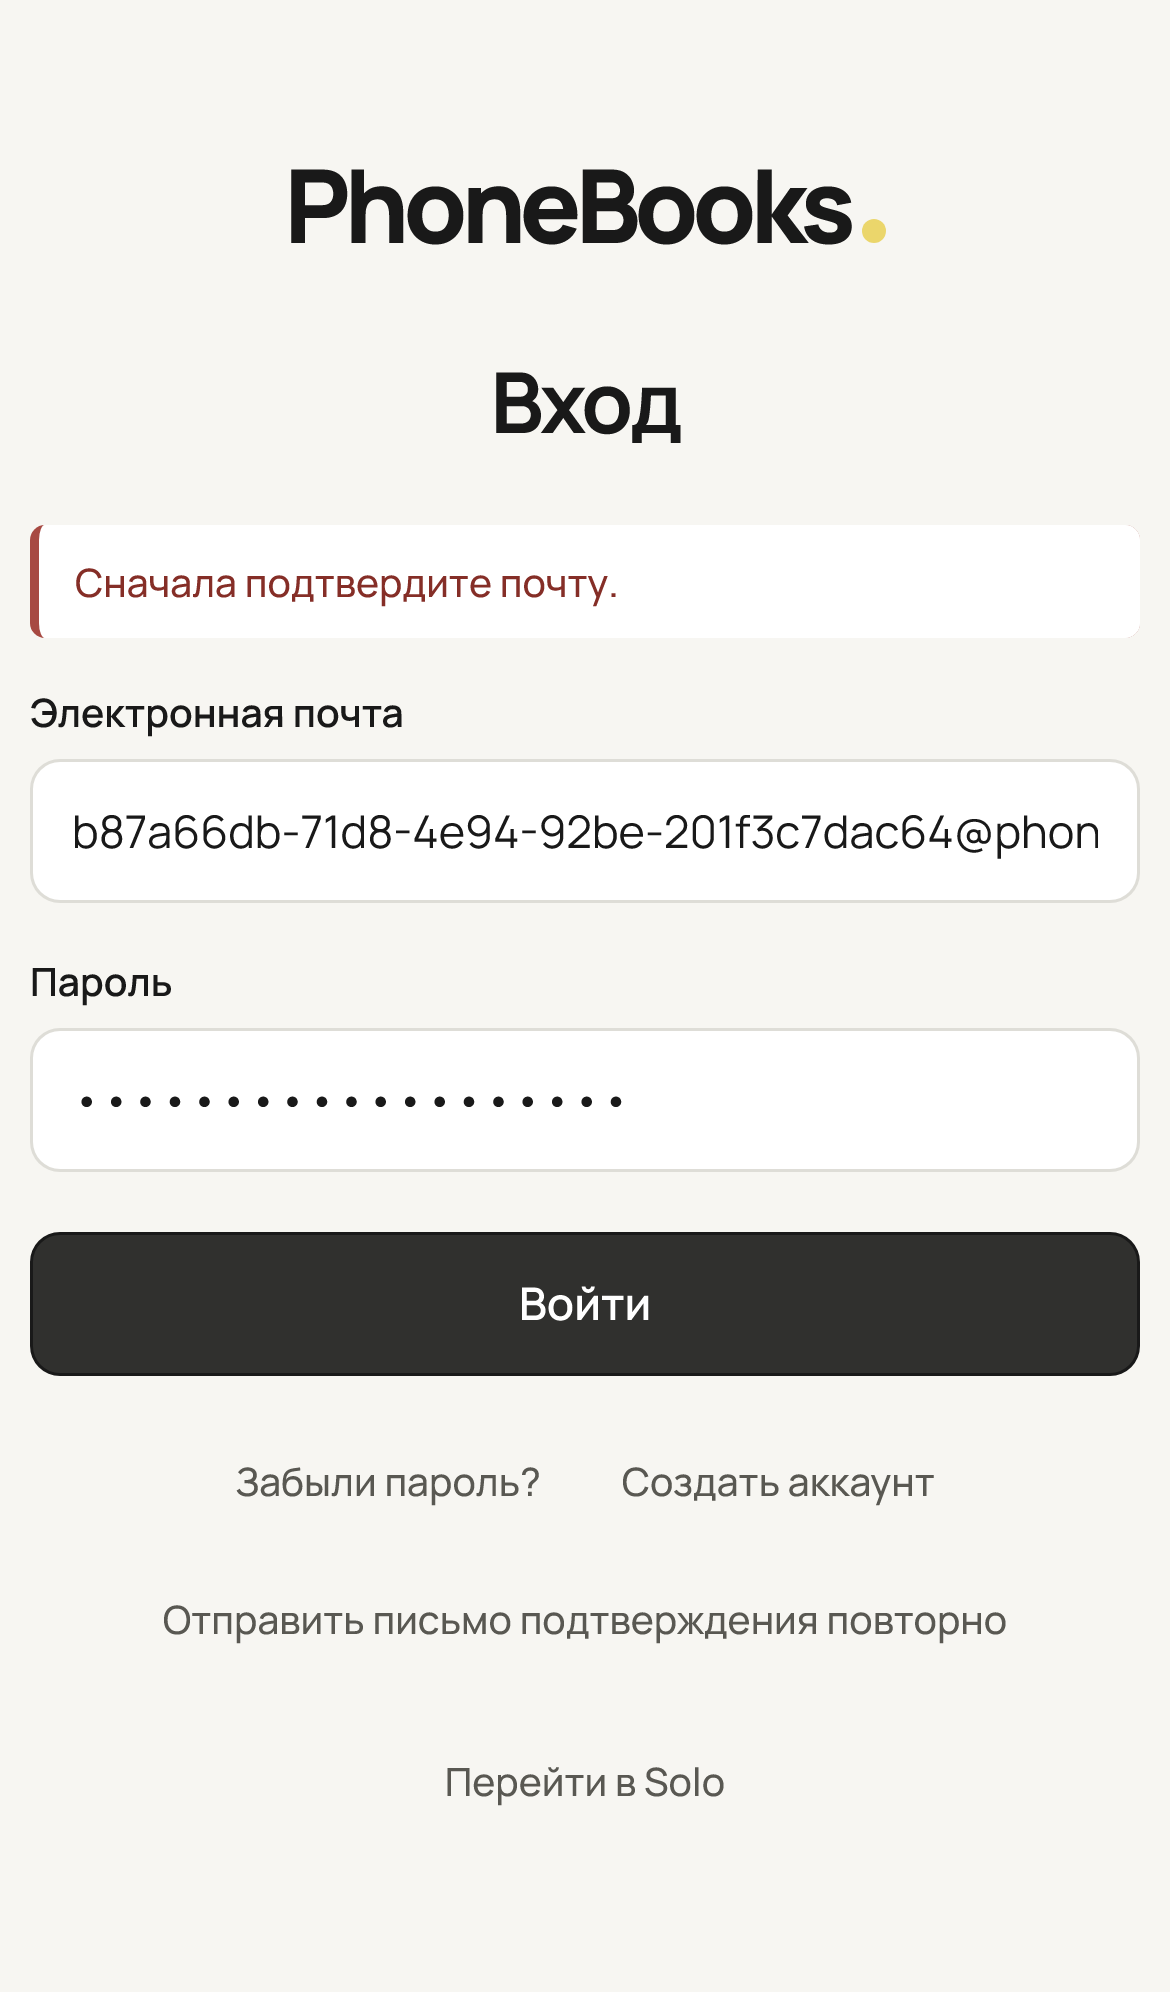 PhoneBooks.
Вход
Сначала подтвердите почту.
Электронная почта
b87a66db-71d8-4e94-92be-201f3c7dac64@phon
Пароль
•••••••••••••••••••
Войти
Забыли пароль? Создать аккаунт
Отправить письмо подтверждения повторно
Перейти в Solo